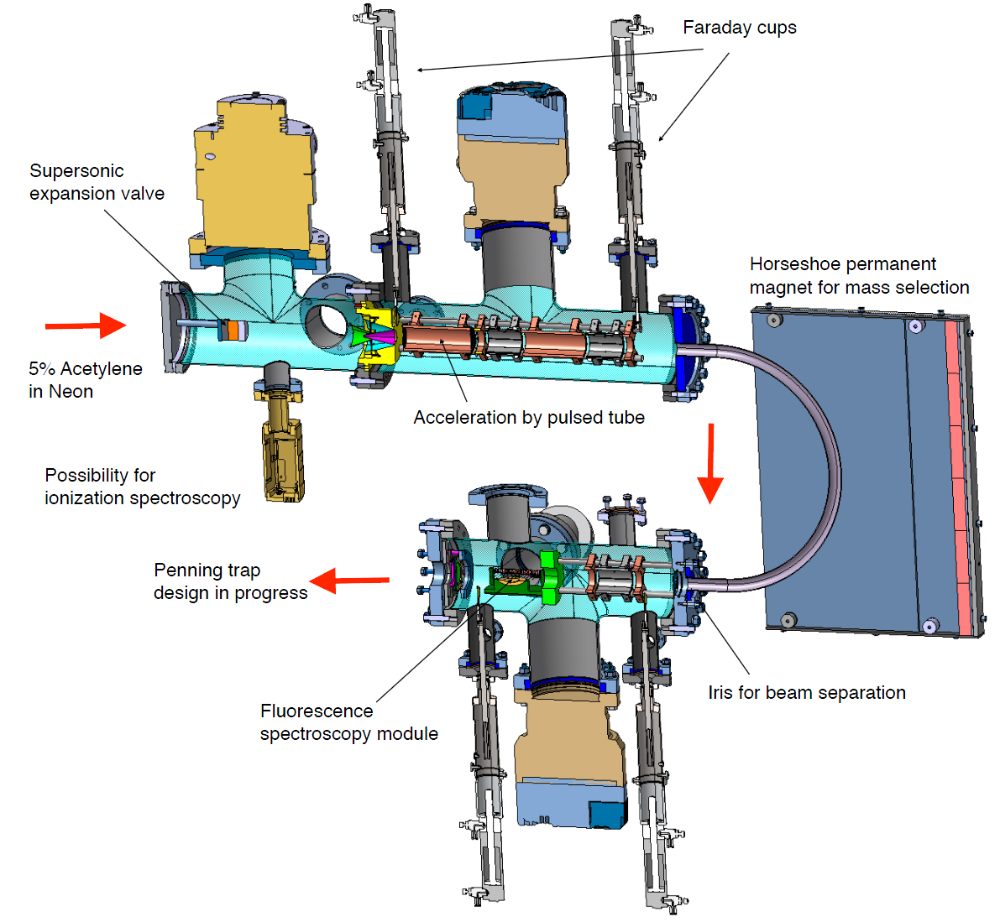 Faraday cups
Supersonic
expansion valve
Horseshoe permanent
magnet for mass selection
5% Acetylene
in Neon
Acceleration by pulsed tube
Possibility for
ionization spectroscopy
Penning trap
design in progress
Iris for beam separation
Fluorescence
spectroscopy module